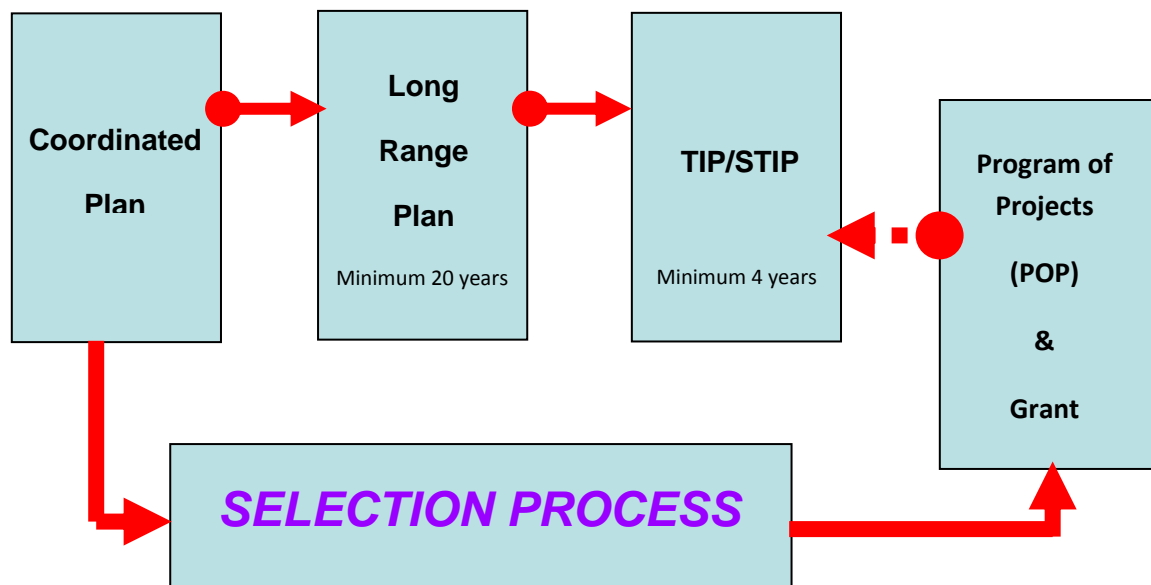 Coordinated
Plan
Long
Range
Plan
Minimum 20 years
TIP/STIP
Minimum 4 years
Program of
Projects
(POP)
&
Grant
SELECTION PROCESS